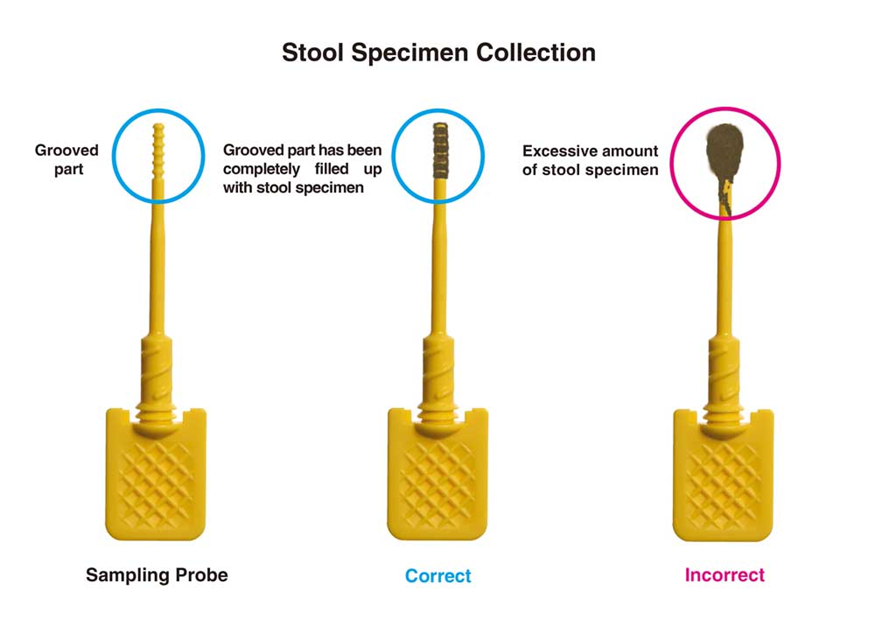 Stool Specimen Collection
Grooved
part
Grooved part has been
completely filled up
with stool specimen
Excessive amount
of stool specimen
Sampling Probe
Correct
Incorrect